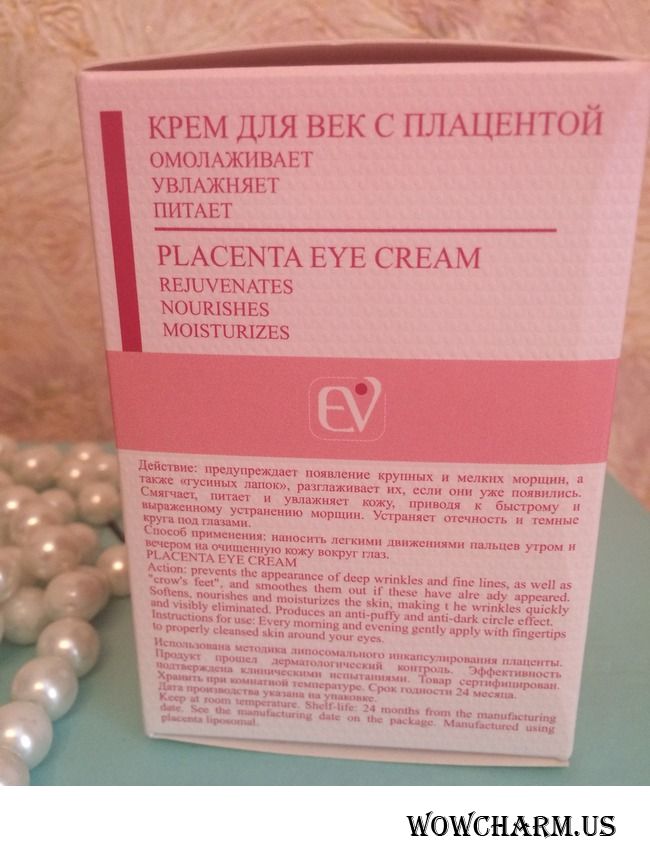 КРЕМ ДЛЯ ВЕК С ПЛАЦЕНТОЙ
ОМОЛАЖИВАЕТ
УВЛАЖНЯЕТ
ПИТАЕТ
PLACENTA EYE CREAM
REJUVENATES
NOURISHES
MOISTURIZES
EV
Действие: предупреждает появление крупных и мелких морщин, а
также «гусиных лапок», разглаживает их, если они уже появились.
Смягчает, питает и увлажняет кожу, приводя к быстрому и
выраженному устранению морщин. Устраняет отечность и темные
круга под глазами.
Способ применения: наносить легкими движениями пальцев утром и
вечером на очищенную кожу вокруг глаз.
PLACENTA EYE CREAM
Action: prevents the appearance of deep wrinkles and fine lines, as well as
"crow's feet", and smoothes them out if these have alre ady appeared.
Softens, nourishes and moisturizes the skin, making t he wrinkles quickly
and visibly eliminated. Produces an anti-puffy and anti-dark circle effect.
Instructions for use: Every morning and evening gently apply with fingertips
to properly cleansed skin around your eyes.
Использована методика липосомального инкапсулирования плаценты.
Продукт прошел дерматологический контроль. Эффективность
подтверждена клиническими испытаниями. Товар сертифицирован.
Хранить при комнатной температуре. Срок годности 24 месяца.
Дата производства указана на упаковке.
Keep at room temperature. Shelf-life: 24 months from the manufacturing
date. See the manufacturing date on the package. Manufactured using
placenta liposomal.
WOWCHARM.US